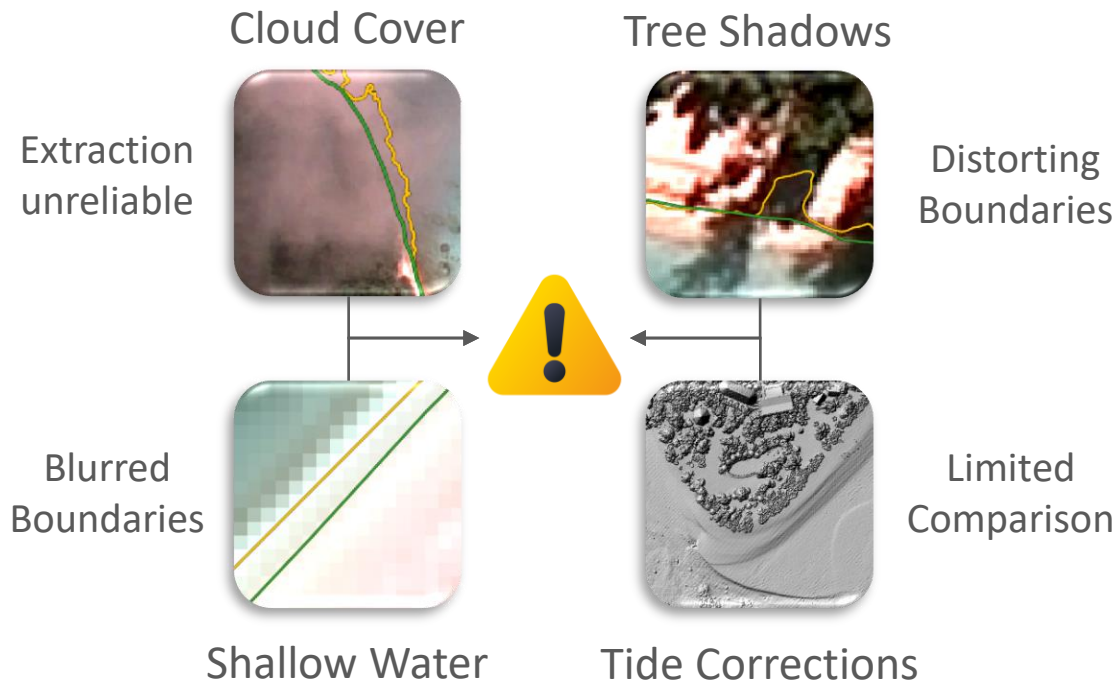 Cloud Cover
Tree Shadows
Extraction
unreliable
Distorting
Boundaries
Blurred
Boundaries
Limited
Comparison
Shallow Water
Tide Corrections